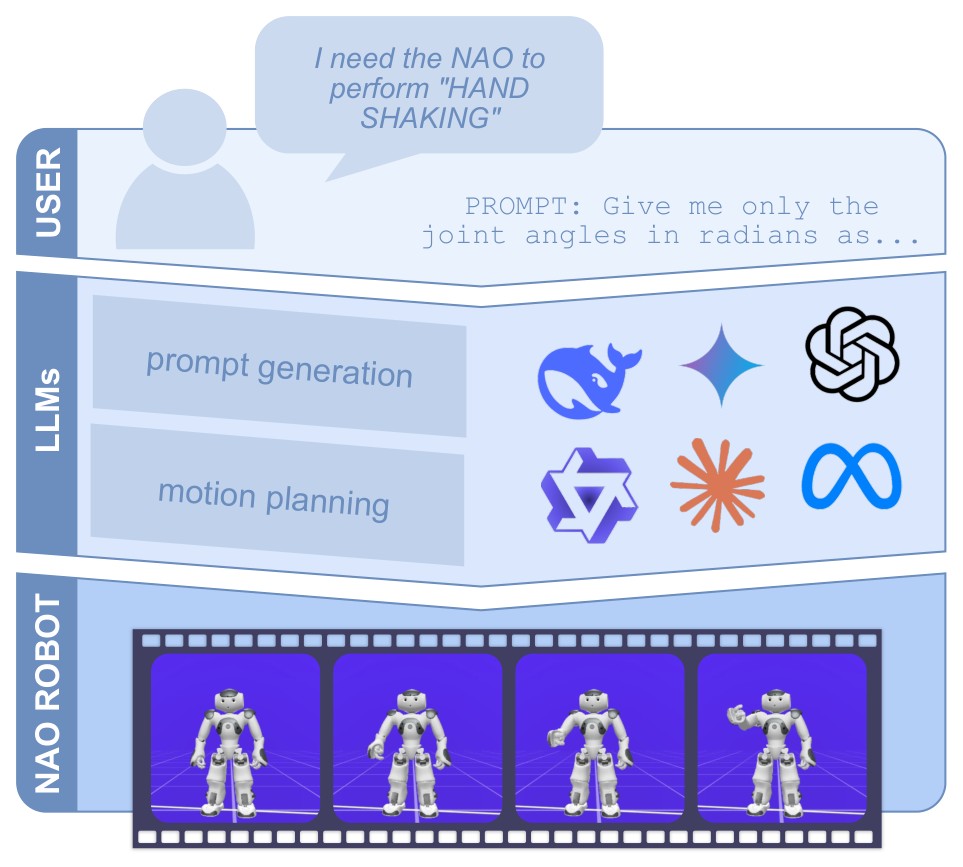 I need the NAO to
perform "HAND
SHAKING"
USER
PROMPT: Give me only the
joint angles in radians as...
LLMs
prompt generation
motion planning
NAO ROBOT